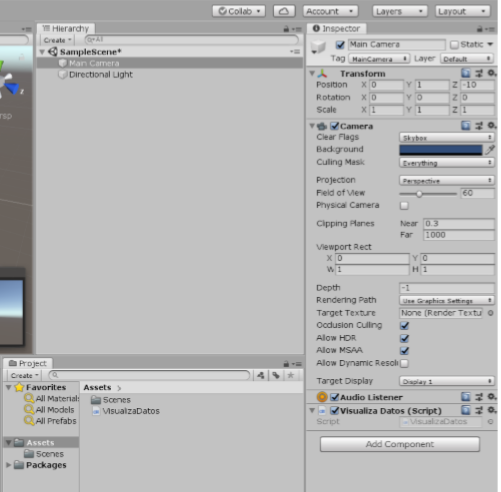 Collab
Account
Layers
Layout
Hierarchy
Create
All
SampleScene*
Main Camera
Directional Light
Inspector
Main Camera
Static
Tag MainCamera Layer Default
Transform
Position X 0 Y 1 Z -10
Rotation X 0 Y 0 Z 0
Scale X 1 Y 1 Z 1
Camera
Clear Flags Skybox
Background
Culling Mask Everything
Projection Perspective
Field of View 60
Physical Camera
Clipping Planes Near 0.3
Far 1000
Viewport Rect
X 0 Y 0
W 1 H 1
Depth -1
Rendering Path Use Graphics Settings
Target Texture None (Render Textu
Occlusion Culling
Allow HDR
Allow MSAA
Allow Dynamic Resolu
Target Display Display 1
Audio Listener
Visualiza Datos (Script)
Script VisualizaDatos
Add Component
Project
Create
Favorites
All Material
All Models
All Prefabs
Assets
Scenes
Packages
Assets >
Scenes
VisualizaDatos